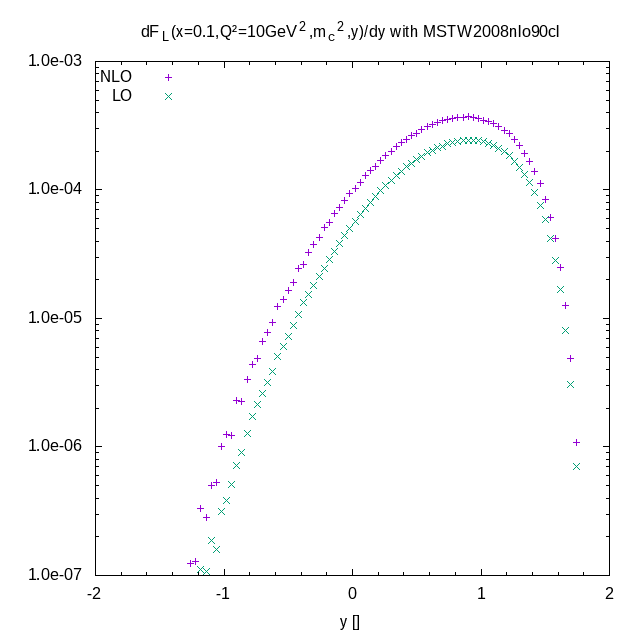 dF_L(x=0.1,Q²=10GeV²,m_c²,y)/dy with MSTW2008nlo90cl
1.0e-03
NLO
LO
1.0e-04
1.0e-05
1.0e-06
1.0e-07
-2 -1 0 1 2
y []